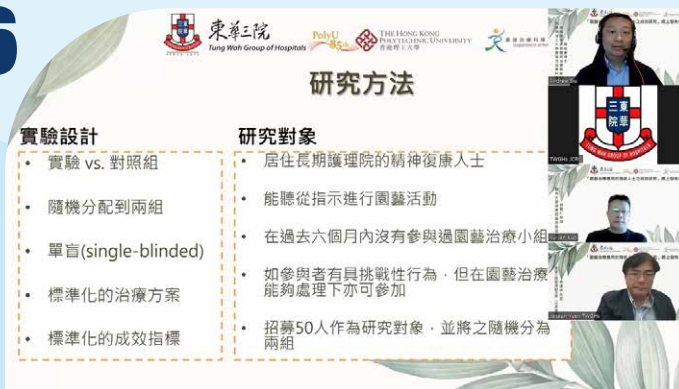 6
東華三院
Tung Wah Group of Hospitals
PolyU
85th
THE HONG KONG
POLYTECHNIC UNIVERSITY
香港理工大學
研究方法
實驗設計
• 實驗 vs. 對照組
• 隨機分配到兩組
• 單盲(single-blinded)
• 標準化的治療方案
• 標準化的成效指標
研究對象
• 居住長期護理院的精神復康人士
• 能聽從指示進行園藝活動
• 在過去六個月內沒有參與過園藝治療小組
• 如參與者有具挑戰性行為，但在園藝治療
能夠處理下亦可參加
• 招募50人作為研究對象，並將之隨機分為
兩組
三東
院華
TUNG WAH GROUP OF HOSPITALS